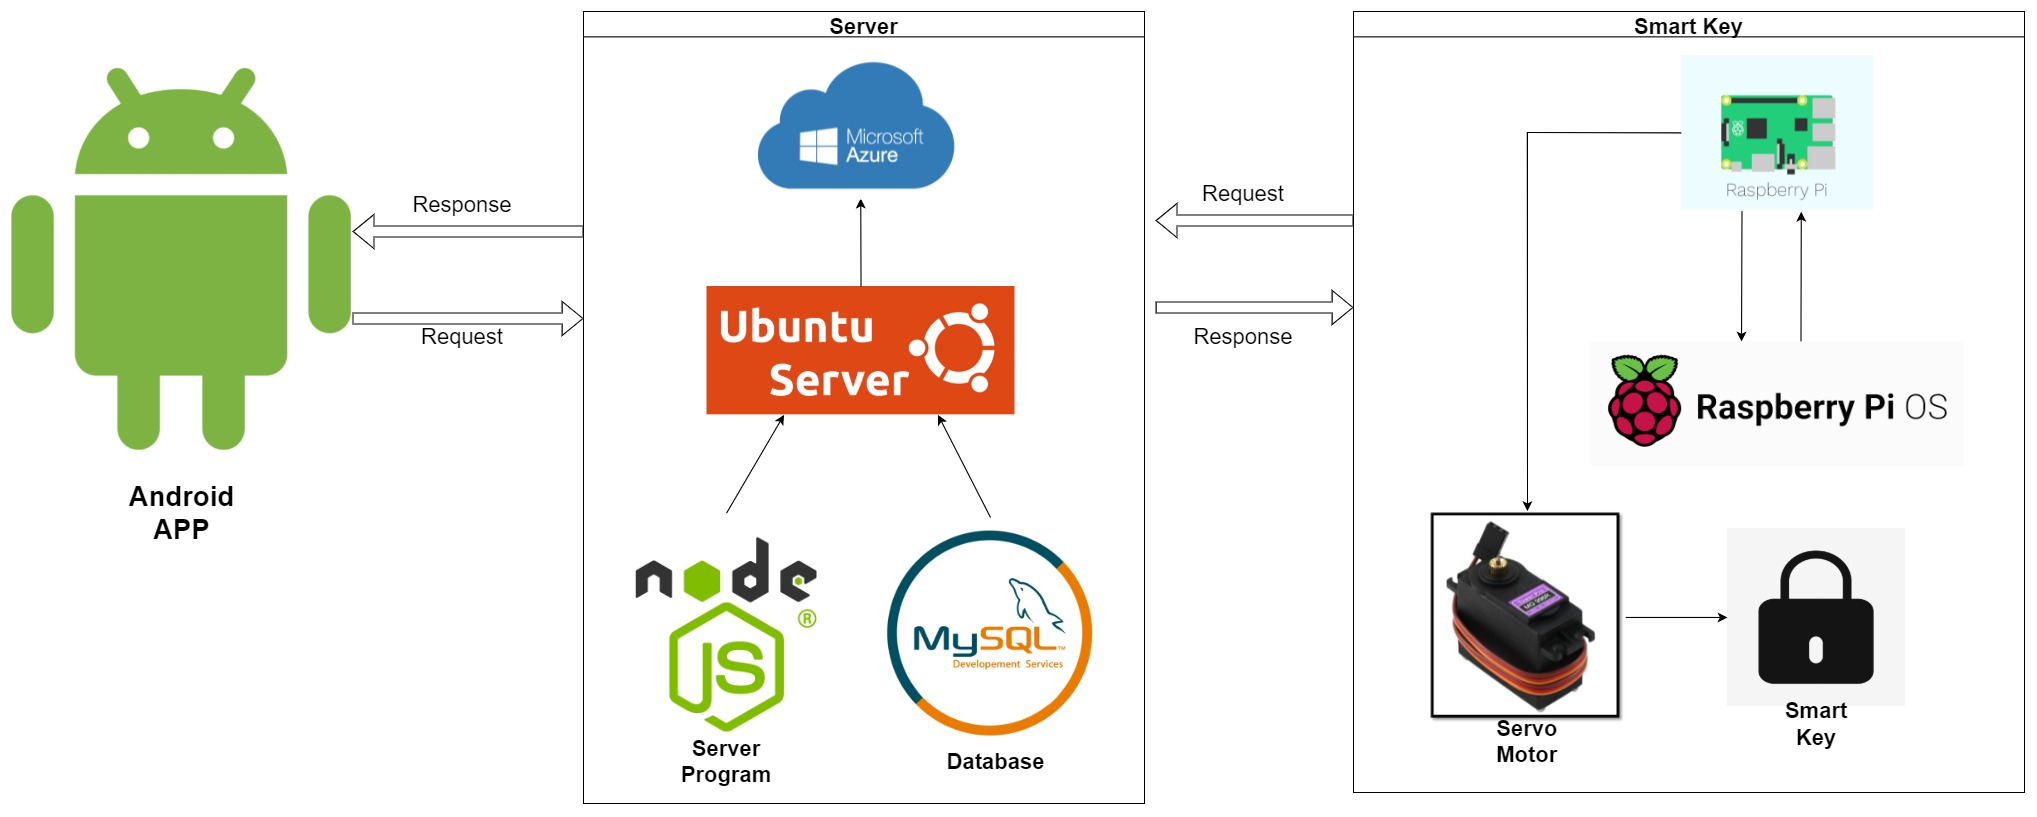 Server
Smart Key
Microsoft
Azure
Raspberry Pi
Response
Request
Ubuntu
Server
Request
Response
Raspberry Pi OS
Android
APP
node
JS
®
MySQL™
Developement Services
Server
Program
Database
Servo
Motor
Smart
Key